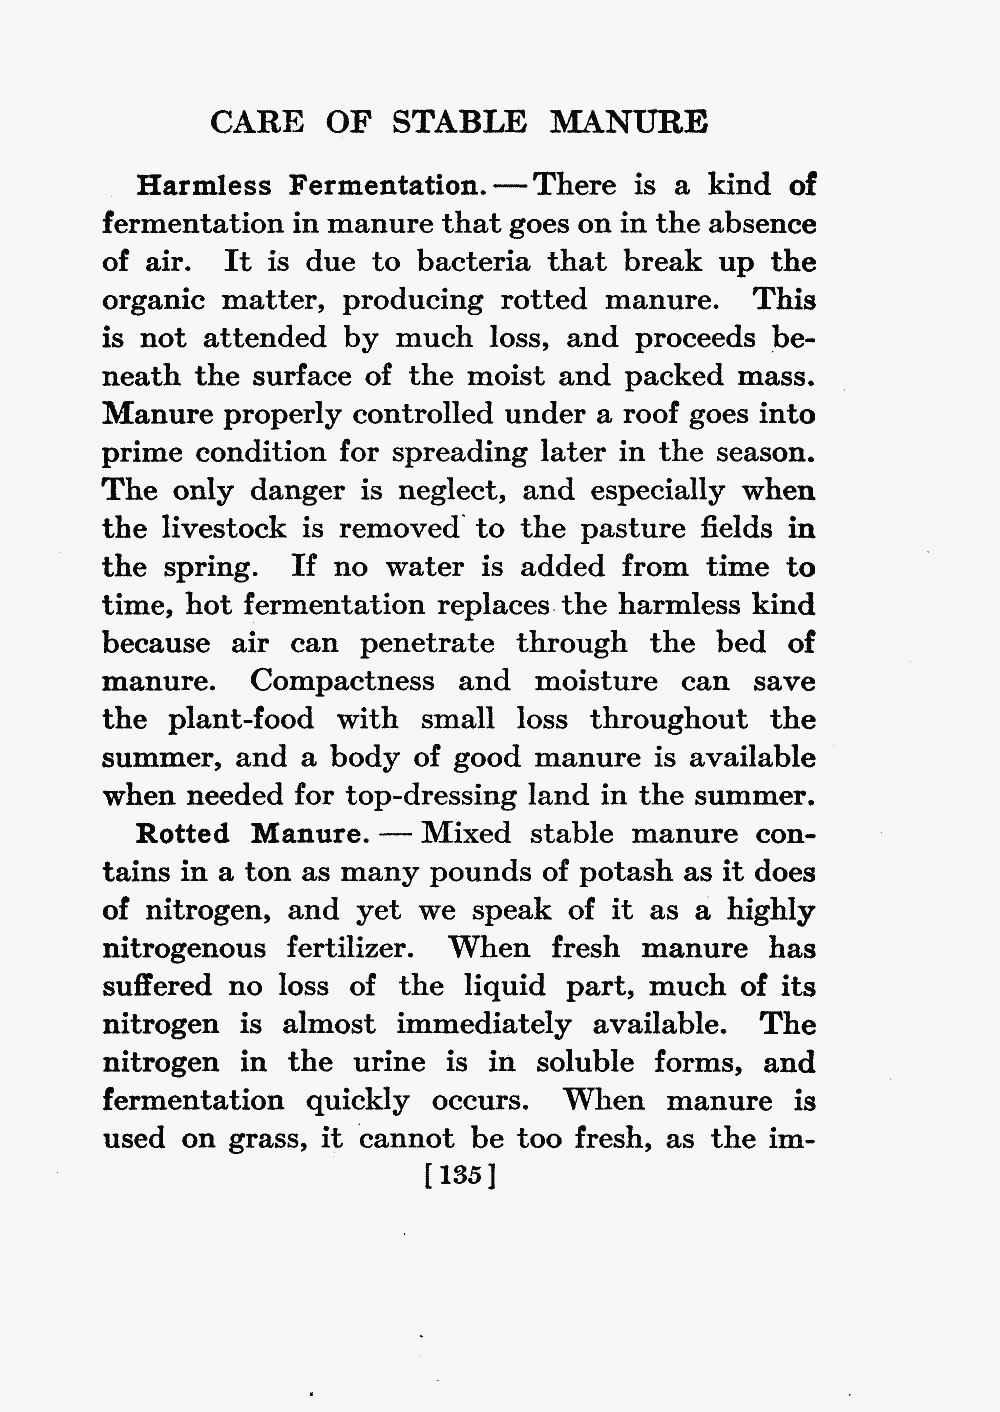 CARE OF STABLE MANURE
Harmless Fermentation. — There is a kind of
fermentation in manure that goes on in the absence
of air. It is due to bacteria that break up the
organic matter, producing rotted manure. This
is not attended by much loss, and proceeds be-
neath the surface of the moist and packed mass.
Manure properly controlled under a roof goes into
prime condition for spreading later in the season.
The only danger is neglect, and especially when
the livestock is removed to the pasture fields in
the spring. If no water is added from time to
time, hot fermentation replaces the harmless kind
because air can penetrate through the bed of
manure. Compactness and moisture can save
the plant-food with small loss throughout the
summer, and a body of good manure is available
when needed for top-dressing land in the summer.
Rotted Manure. — Mixed stable manure con-
tains in a ton as many pounds of potash as it does
of nitrogen, and yet we speak of it as a highly
nitrogenous fertilizer. When fresh manure has
suffered no loss of the liquid part, much of its
nitrogen is almost immediately available. The
nitrogen in the urine is in soluble forms, and
fermentation quickly occurs. When manure is
used on grass, it cannot be too fresh, as the im-
[135]